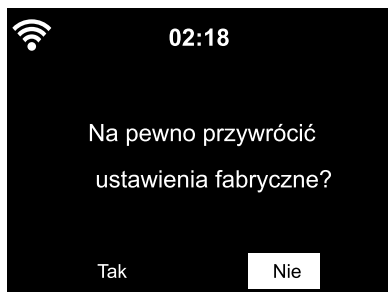 02:18
Na pewno przywrócić
ustawienia fabryczne?
Tak Nie